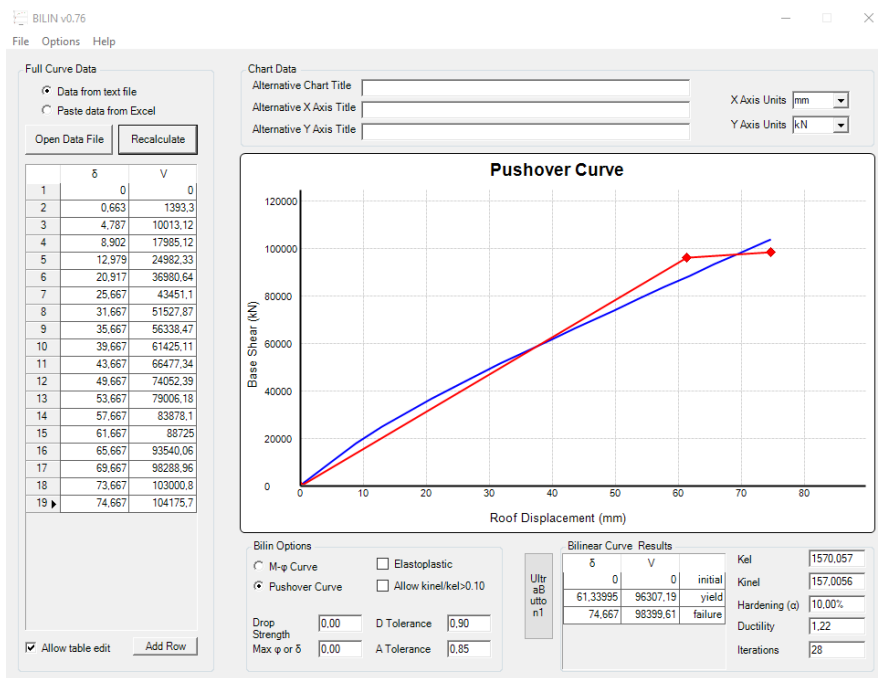 BILIN v0.76
File Options Help
Full Curve Data
Data from text file
Paste data from Excel
Open Data File Recalculate
δ V
1 0 0
2 0,663 1393,3
3 4,787 10013,12
4 8,902 17985,12
5 12,979 24982,33
6 20,917 36980,64
7 25,667 43451,1
8 31,667 51527,87
9 35,667 56338,47
10 39,667 61425,11
11 43,667 66477,34
12 49,667 74052,39
13 53,667 79006,18
14 57,667 83878,1
15 61,667 88725
16 65,667 93540,06
17 69,667 98288,96
18 73,667 103000,8
19 74,667 104175,7
Allow table edit Add Row
Chart Data
Alternative Chart Title
Alternative X Axis Title
Alternative Y Axis Title
X Axis Units mm
Y Axis Units kN
Pushover Curve
Base Shear (kN)
120000
100000
80000
60000
40000
20000
0
0 10 20 30 40 50 60 70 80
Roof Displacement (mm)
Bilin Options
M-φ Curve
Pushover Curve
Elastoplastic
Allow kinel/kel>0.10
Drop Strength 0,00
D Tolerance 0,90
Max φ or δ 0,00
A Tolerance 0,85
Ultr
aB
utto
n1
Bilinear Curve Results
δ V
0 0 initial
61,33995 96307,19 yield
74,667 98399,61 failure
Kel 1570,057
Kinel 157,0056
Hardening (α) 10,00%
Ductility 1,22
Iterations 28